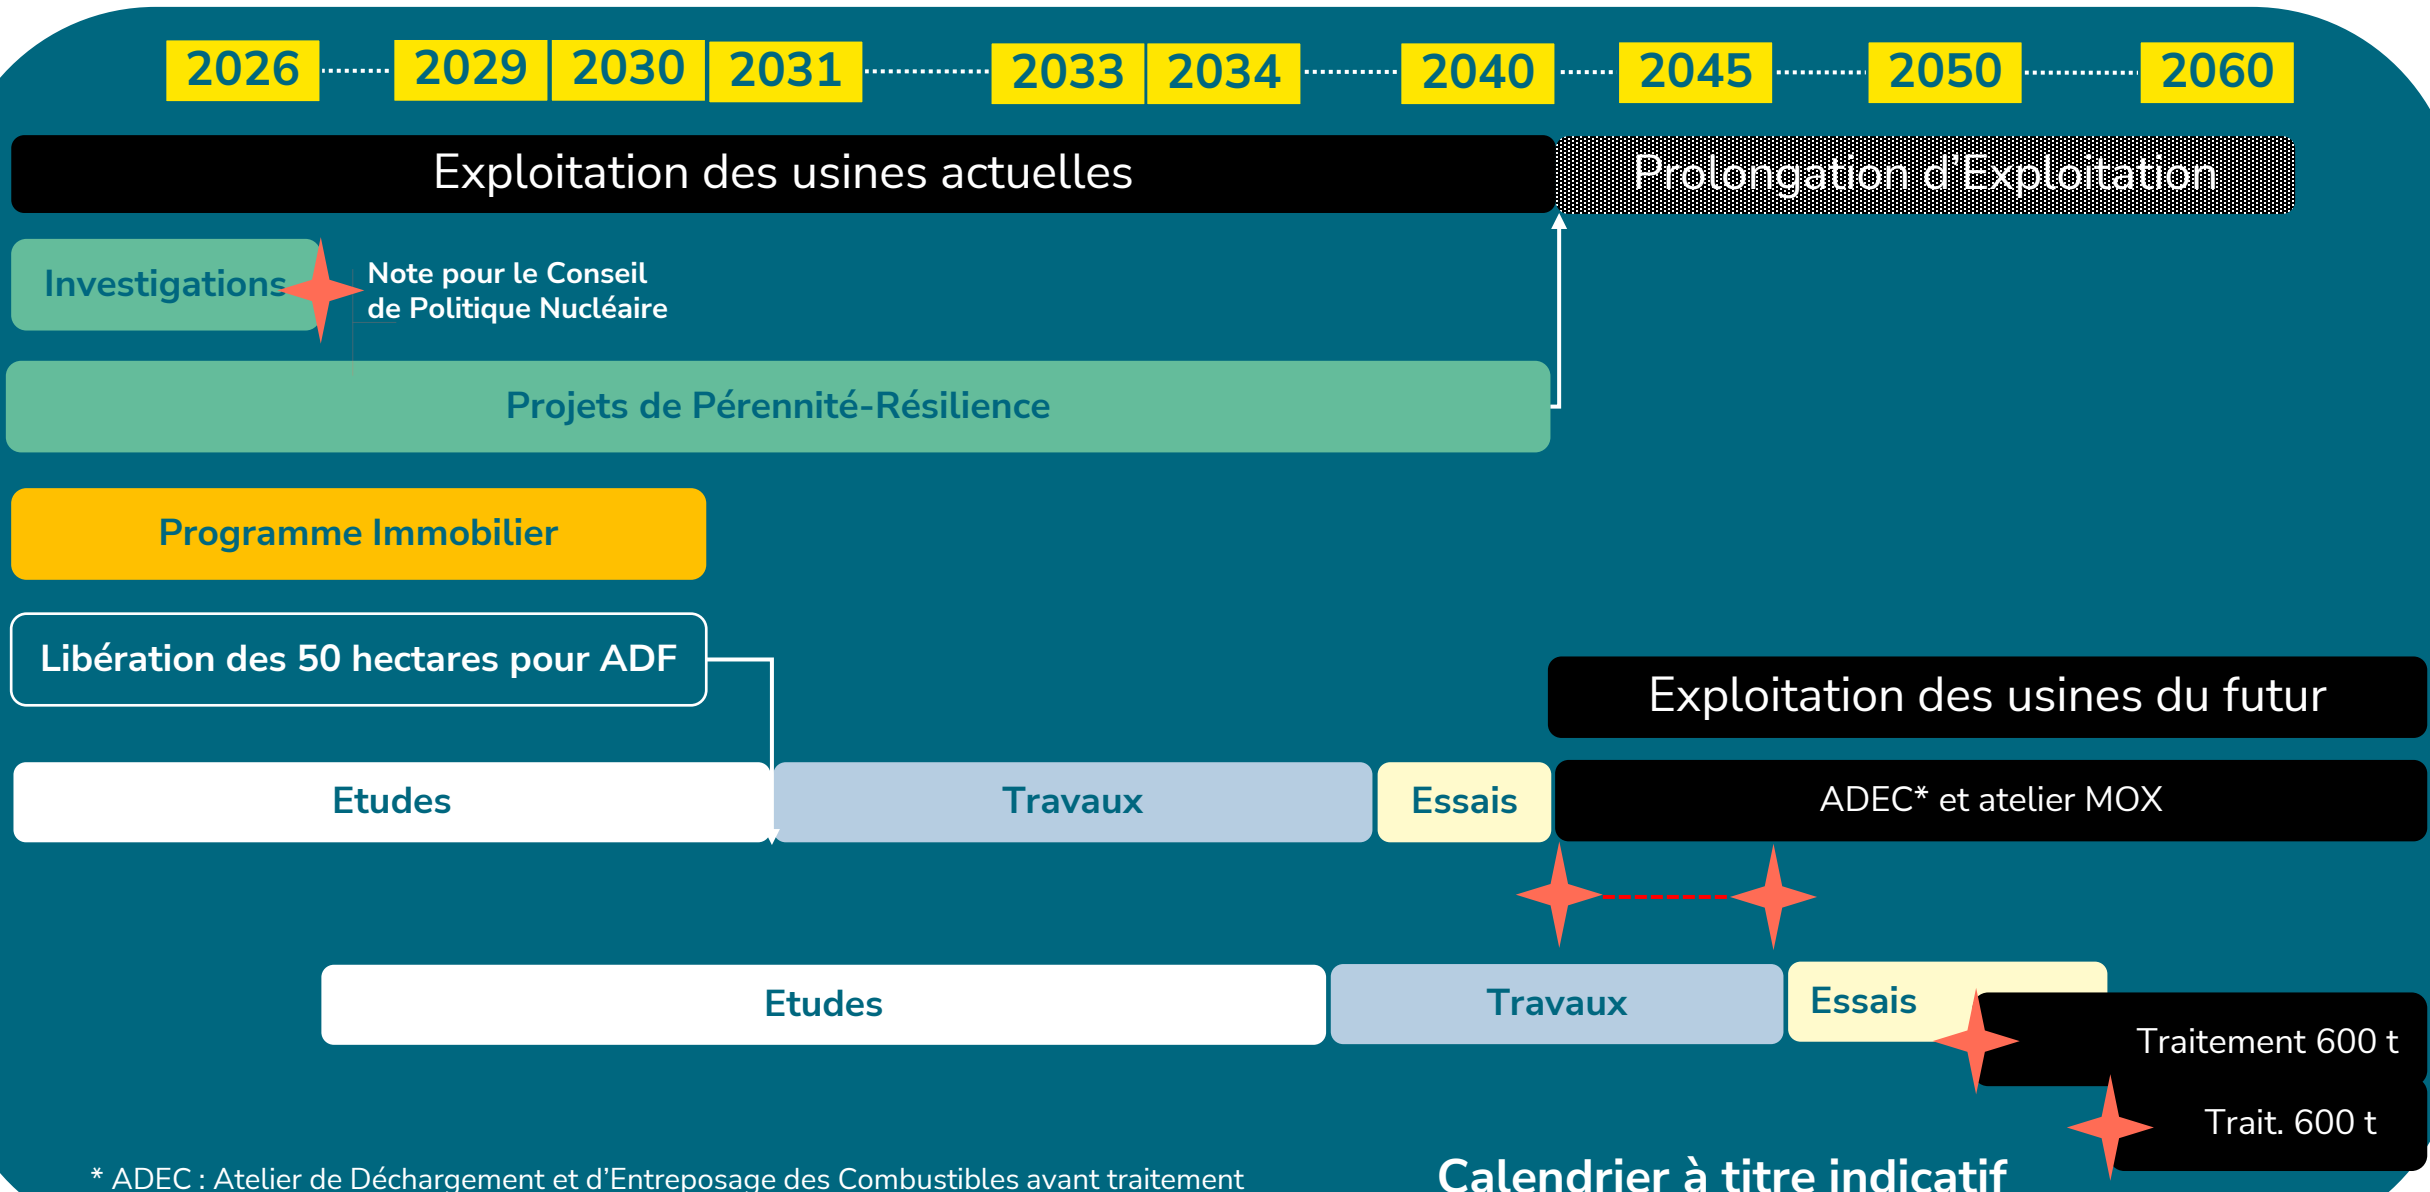 2026 2029 2030 2031 2033 2034 2040 2045 2050 2060
Exploitation des usines actuelles
Prolongation d’Exploitation
Investigations
Note pour le Conseil
de Politique Nucléaire
Projets de Pérennité-Résilience
Programme Immobilier
Libération des 50 hectares pour ADF
Exploitation des usines du futur
Etudes
Travaux
Essais
ADEC* et atelier MOX
Etudes
Travaux
Essais
Traitement 600 t
Trait. 600 t
* ADEC : Atelier de Déchargement et d’Entreposage des Combustibles avant traitement
Calendrier à titre indicatif